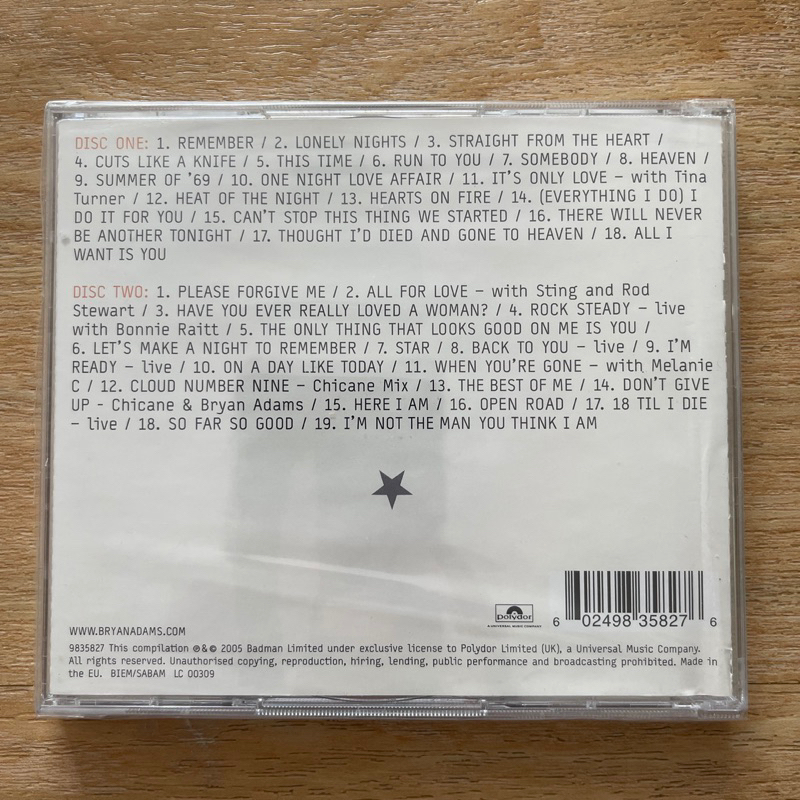 DISC ONE: 1. REMEMBER / 2. LONELY NIGHTS / 3. STRAIGHT FROM THE HEART /
4. CUTS LIKE A KNIFE / 5. THIS TIME / 6. RUN TO YOU / 7. SOMEBODY / 8. HEAVEN /
9. SUMMER OF '69 / 10. ONE NIGHT LOVE AFFAIR / 11. IT'S ONLY LOVE – with Tina
Turner / 12. HEAT OF THE NIGHT / 13. HEARTS ON FIRE / 14. (EVERYTHING I DO) I
DO IT FOR YOU / 15. CAN'T STOP THIS THING WE STARTED / 16. THERE WILL NEVER
BE ANOTHER TONIGHT / 17. THOUGHT I'D DIED AND GONE TO HEAVEN / 18. ALL I
WANT IS YOU
DISC TWO: 1. PLEASE FORGIVE ME / 2. ALL FOR LOVE – with Sting and Rod
Stewart / 3. HAVE YOU EVER REALLY LOVED A WOMAN? / 4. ROCK STEADY – live
with Bonnie Raitt / 5. THE ONLY THING THAT LOOKS GOOD ON ME IS YOU /
6. LET'S MAKE A NIGHT TO REMEMBER / 7. STAR / 8. BACK TO YOU – live / 9. I'M
READY – live / 10. ON A DAY LIKE TODAY / 11. WHEN YOU'RE GONE – with Melanie
C / 12. CLOUD NUMBER NINE – Chicane Mix / 13. THE BEST OF ME / 14. DON'T GIVE
UP - Chicane & Bryan Adams / 15. HERE I AM / 16. OPEN ROAD / 17. 18 TIL I DIE
– live / 18. SO FAR SO GOOD / 19. I'M NOT THE MAN YOU THINK I AM
polydor
A UNIVERSAL MUSIC COMPANY
6 02498 35827 6
WWW.BRYANADAMS.COM
9835827 This compilation ℗ & © 2005 Badman Limited under exclusive license to Polydor Limited (UK), a Universal Music Company.
All rights reserved. Unauthorised copying, reproduction, hiring, lending, public performance and broadcasting prohibited. Made in
the EU. BIEM/SABAM LC 00309